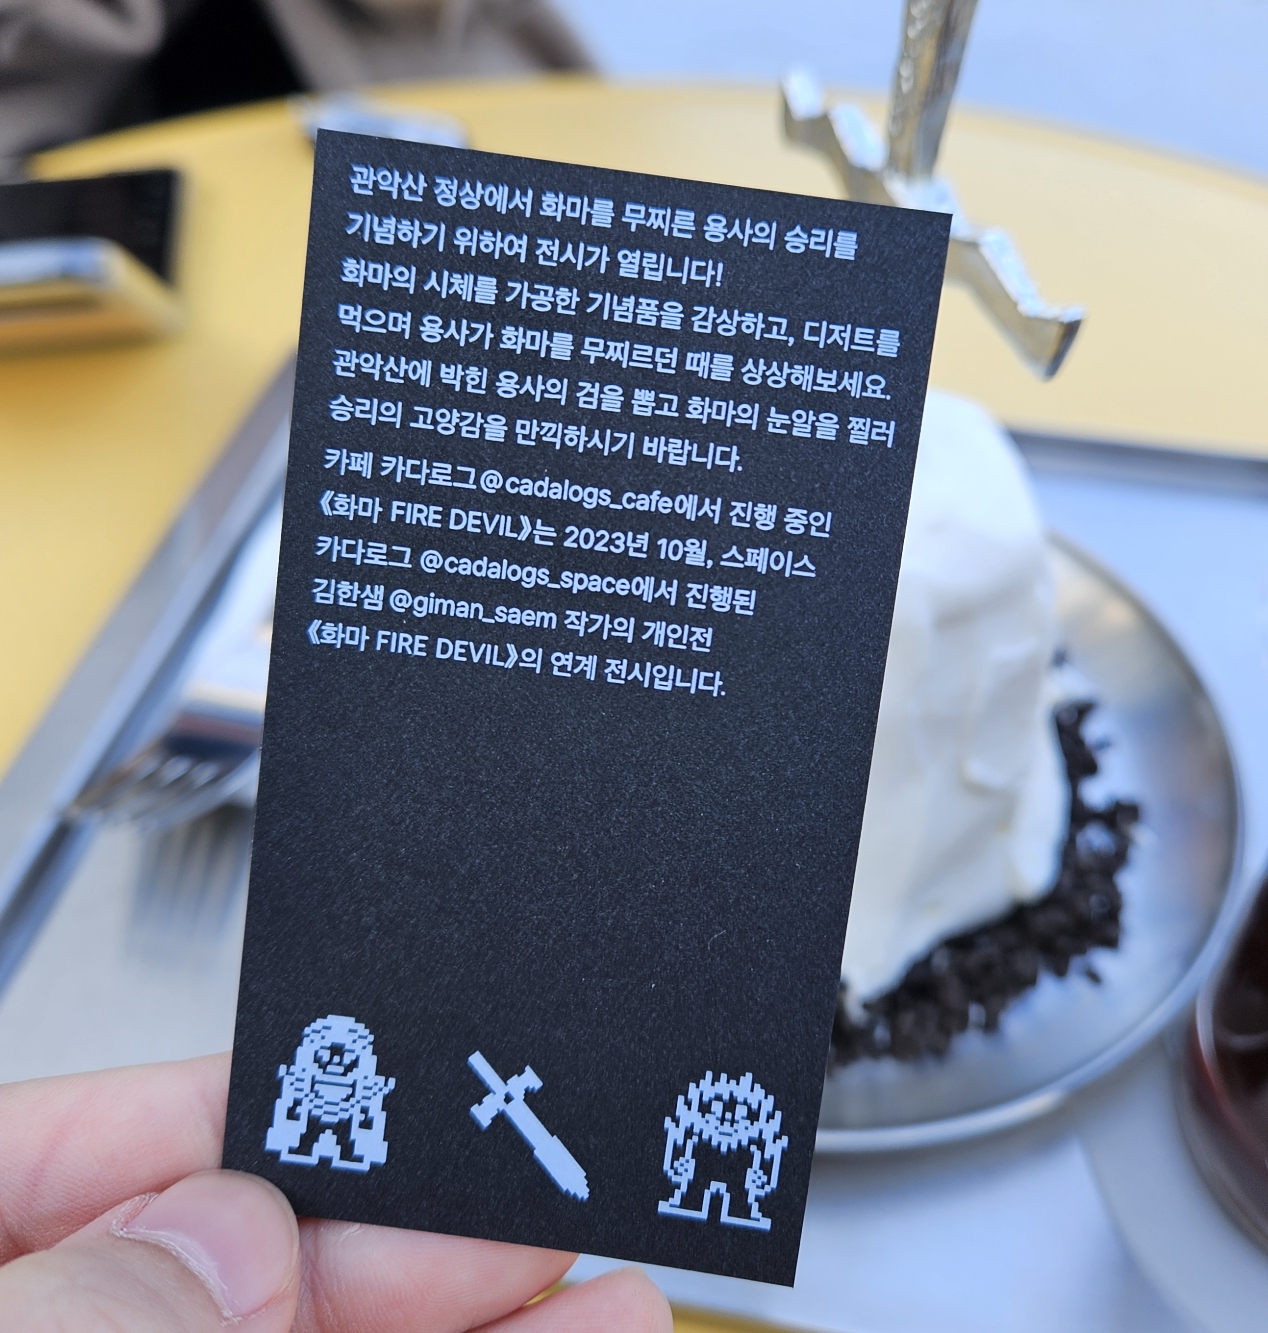 관악산 정상에서 화마를 무찌른 용사의 승리를
기념하기 위하여 전시가 열립니다!
화마의 시체를 가공한 기념품을 감상하고, 디저트를
먹으며 용사가 화마를 무찌르던 때를 상상해보세요.
관악산에 박힌 용사의 검을 뽑고 화마의 눈알을 찔러
승리의 고양감을 만끽하시기 바랍니다.
카페 카다로그@cadalogs_cafe에서 진행 중인
《화마 FIRE DEVIL》는 2023년 10월, 스페이스
카다로그 @cadalogs_space에서 진행된
김한샘 @giman_saem 작가의 개인전
《화마 FIRE DEVIL》의 연계 전시입니다.